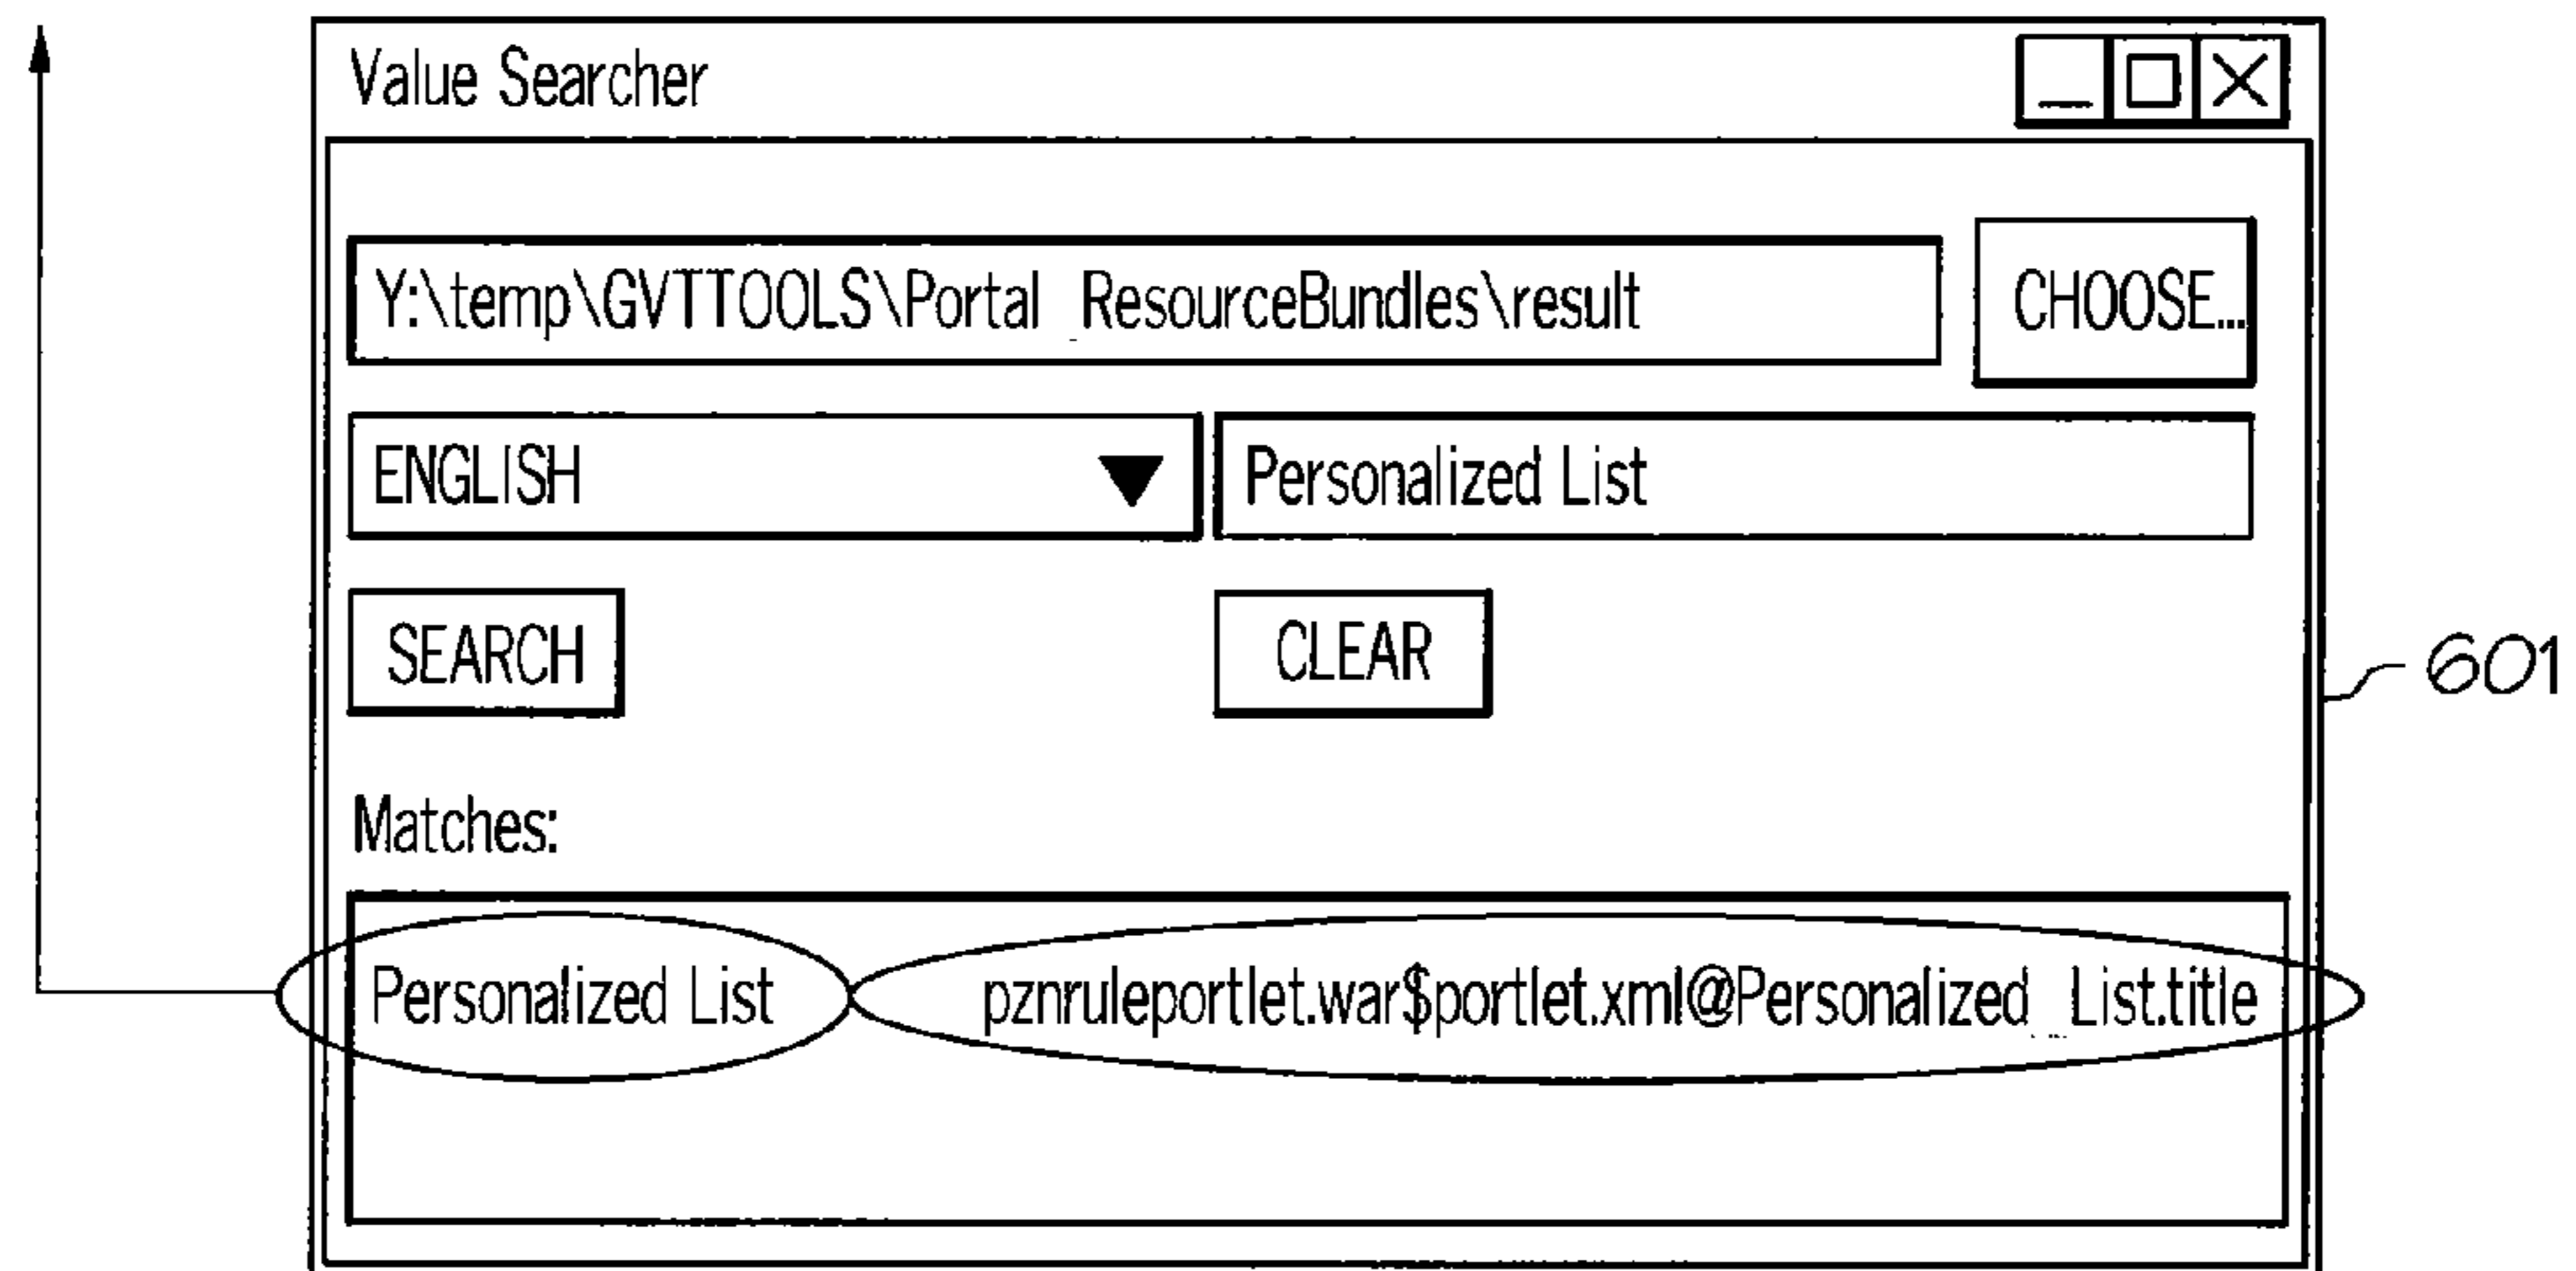 Value Searcher
Y:\temp\GVTTOOLS\Portal_ResourceBundles\result
CHOOSE...
ENGLISH
Personalized List
SEARCH
CLEAR
601
Matches:
Personalized List pznruleportlet.war$portlet.xml@Personalized_List.title